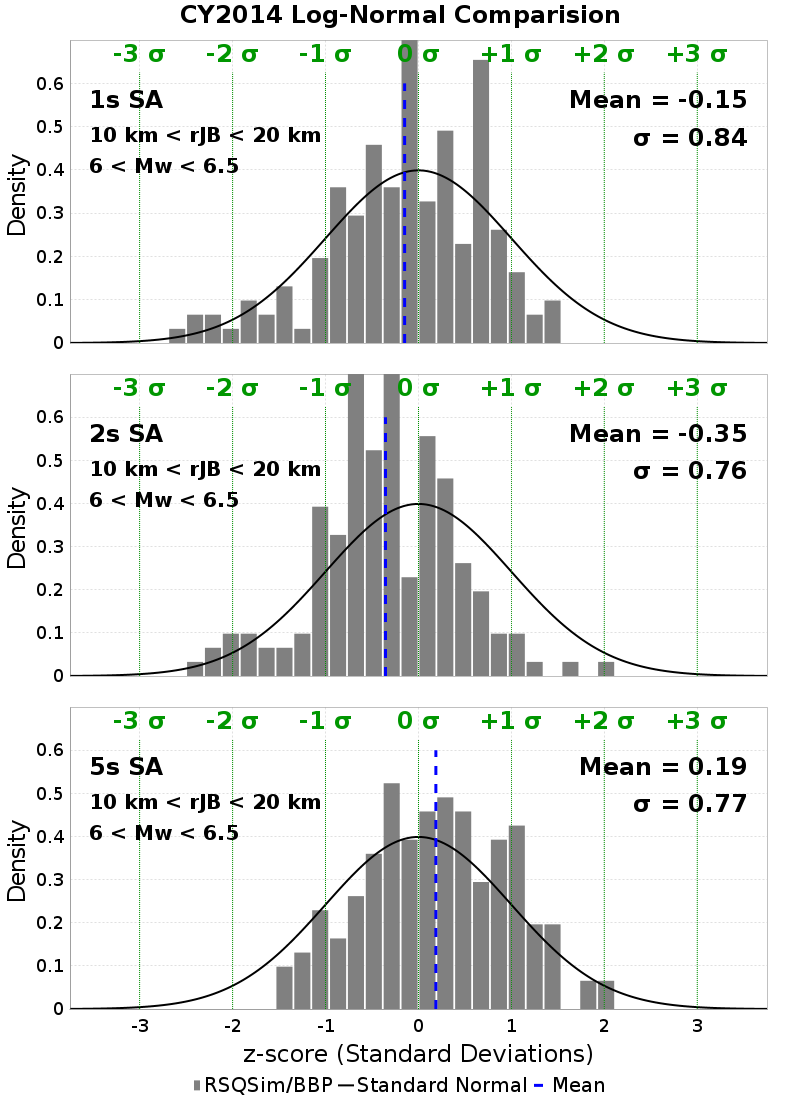 CY2014 Log-Normal Comparision
-3 σ -2 σ -1 σ 0 σ +1 σ +2 σ +3 σ
1s SA
10 km < rJB < 20 km
6 < Mw < 6.5
Mean = -0.15
σ = 0.84
Density
0.6
0.5
0.4
0.3
0.2
0.1
0
-3 σ -2 σ -1 σ 0 σ +1 σ +2 σ +3 σ
2s SA
10 km < rJB < 20 km
6 < Mw < 6.5
Mean = -0.35
σ = 0.76
Density
0.6
0.5
0.4
0.3
0.2
0.1
0
-3 σ -2 σ -1 σ 0 σ +1 σ +2 σ +3 σ
5s SA
10 km < rJB < 20 km
6 < Mw < 6.5
Mean = 0.19
σ = 0.77
Density
0.6
0.5
0.4
0.3
0.2
0.1
0
-3 -2 -1 0 1 2 3
z-score (Standard Deviations)
RSQSim/BBP Standard Normal Mean